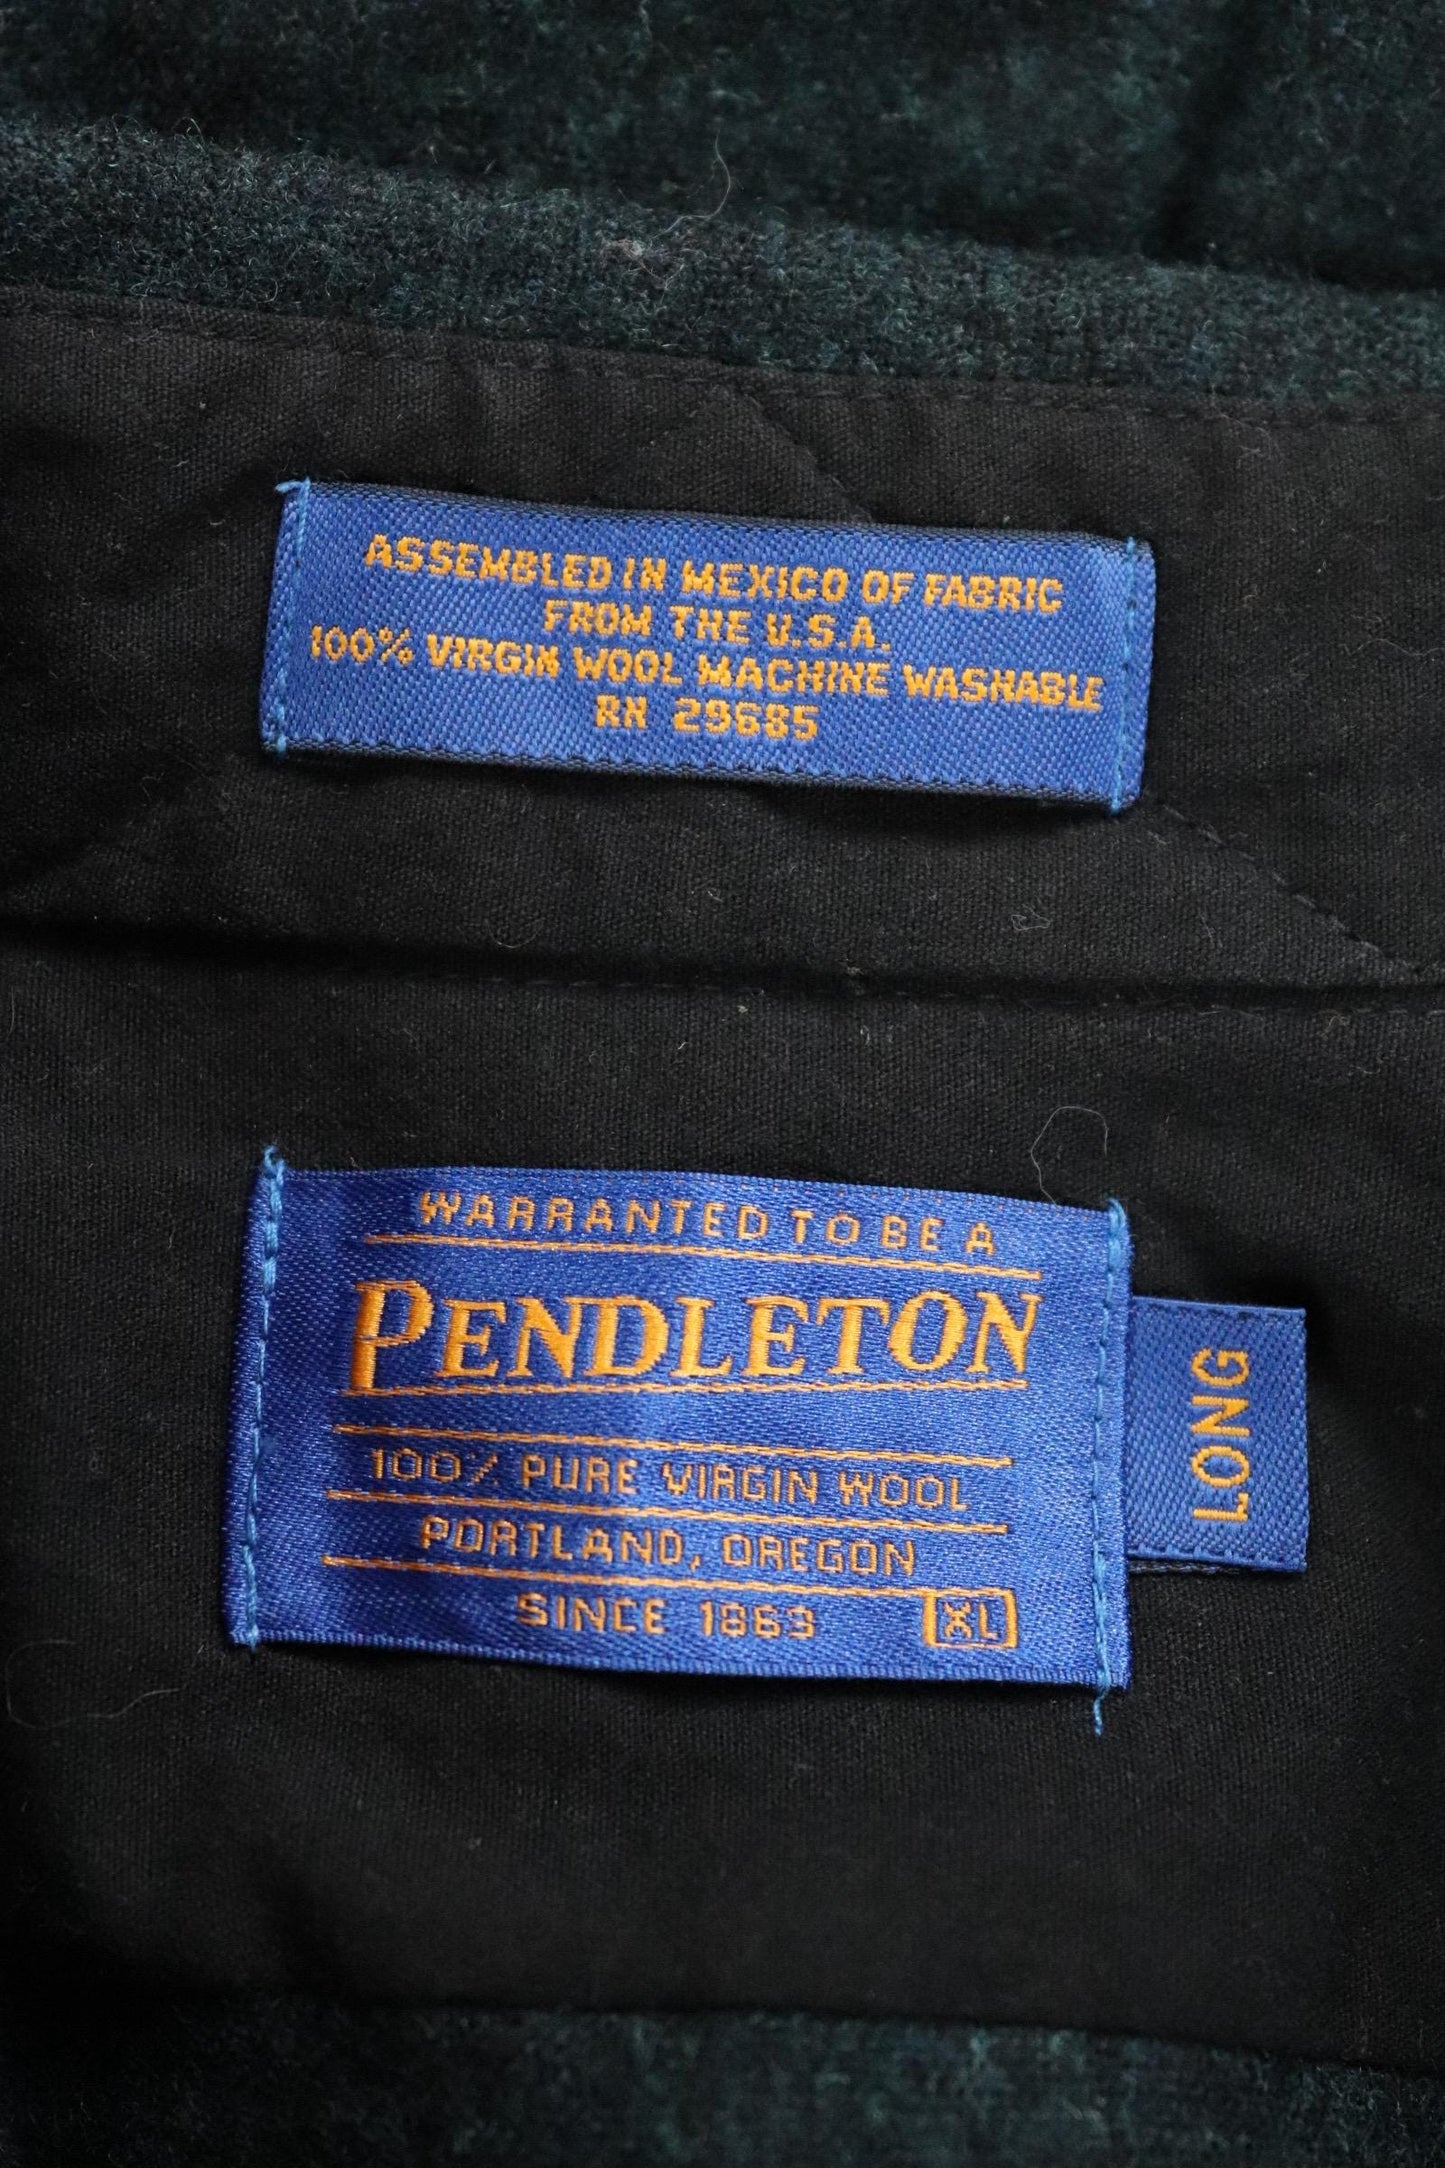 ASSEMBLED IN MEXICO OF FABRIC
FROM THE U.S.A.
100% VIRGIN WOOL MACHINE WASHABLE
RN 29685
WARRANTED TO BE A
PENDLETON
100% PURE VIRGIN WOOL
PORTLAND, OREGON
SINCE 1863
XL
LONG